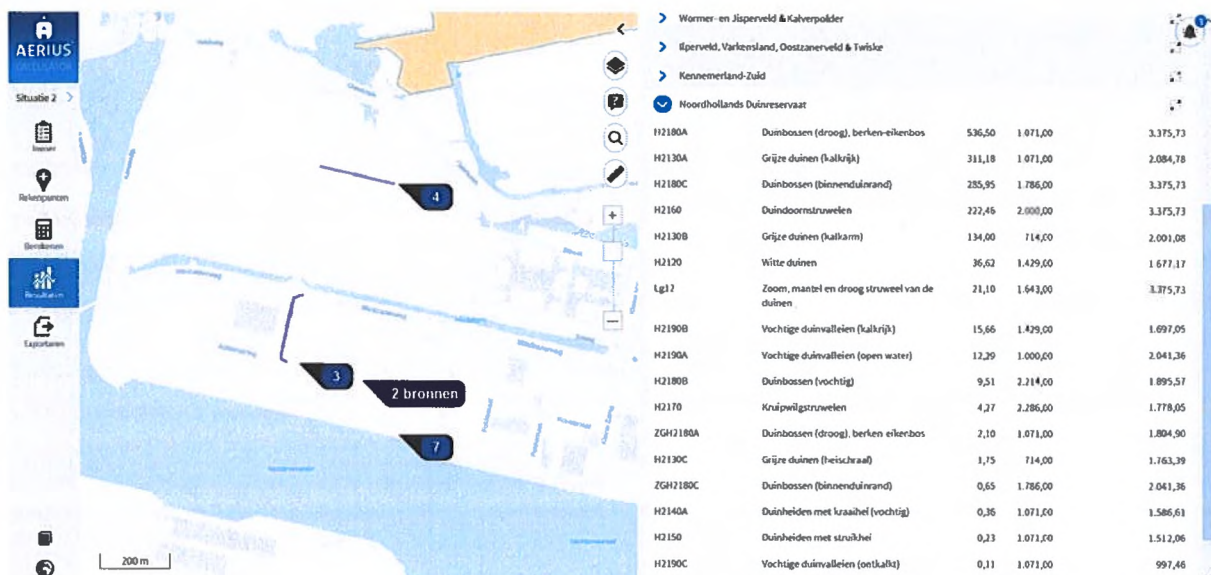 AERIUS
CALCULATOR
Situatie 2
Rekenpunten
Berekenen
Resultaten
Exporteren
4
3
2 bronnen
7
200 m
Wormer- en Jisperveld & Kalverpolder
Ilperveld, Varkensland, Oostzanerveld & Twiske
Kennemerland-Zuid
Noordhollands Duinreservaat
H2180A Duinbossen (droog), berken-eikenbos 536,50 1.071,00 3.375,73
H2130A Grijze duinen (kalkrijk) 311,18 1.071,00 2.084,78
H2180C Duinbossen (binnenduinrand) 285,95 1.786,00 3.375,73
H2160 Duindoornstruwelen 222,46 2.000,00 3.375,73
H2130B Grijze duinen (kalkarm) 134,00 714,00 2.001,08
H2120 Witte duinen 36,62 1.429,00 1.677,17
Lg12 Zoom, mantel en droog struweel van de 21,10 1.643,00 3.375,73
duinen
H2190B Vochtige duinvalleien (kalkrijk) 15,66 1.429,00 1.697,05
H2190A Vochtige duinvalleien (open water) 12,29 1.000,00 2.041,36
H2180B Duinbossen (vochtig) 9,51 2.214,00 1.895,57
H2170 Kruipwilgstruwelen 4,27 2.286,00 1.778,05
ZGH2180A Duinbossen (droog), berken-eikenbos 2,10 1.071,00 1.804,90
H2130C Grijze duinen (heischraal) 1,75 714,00 1.763,39
ZGH2180C Duinbossen (binnenduinrand) 0,65 1.786,00 2.041,36
H2140A Duinheiden met kraaihei (vochtig) 0,36 1.071,00 1.586,61
H2150 Duinheiden met struikhei 0,23 1.071,00 1.512,06
H2190C Vochtige duinvalleien (ontkalkt) 0,11 1.071,00 997,46